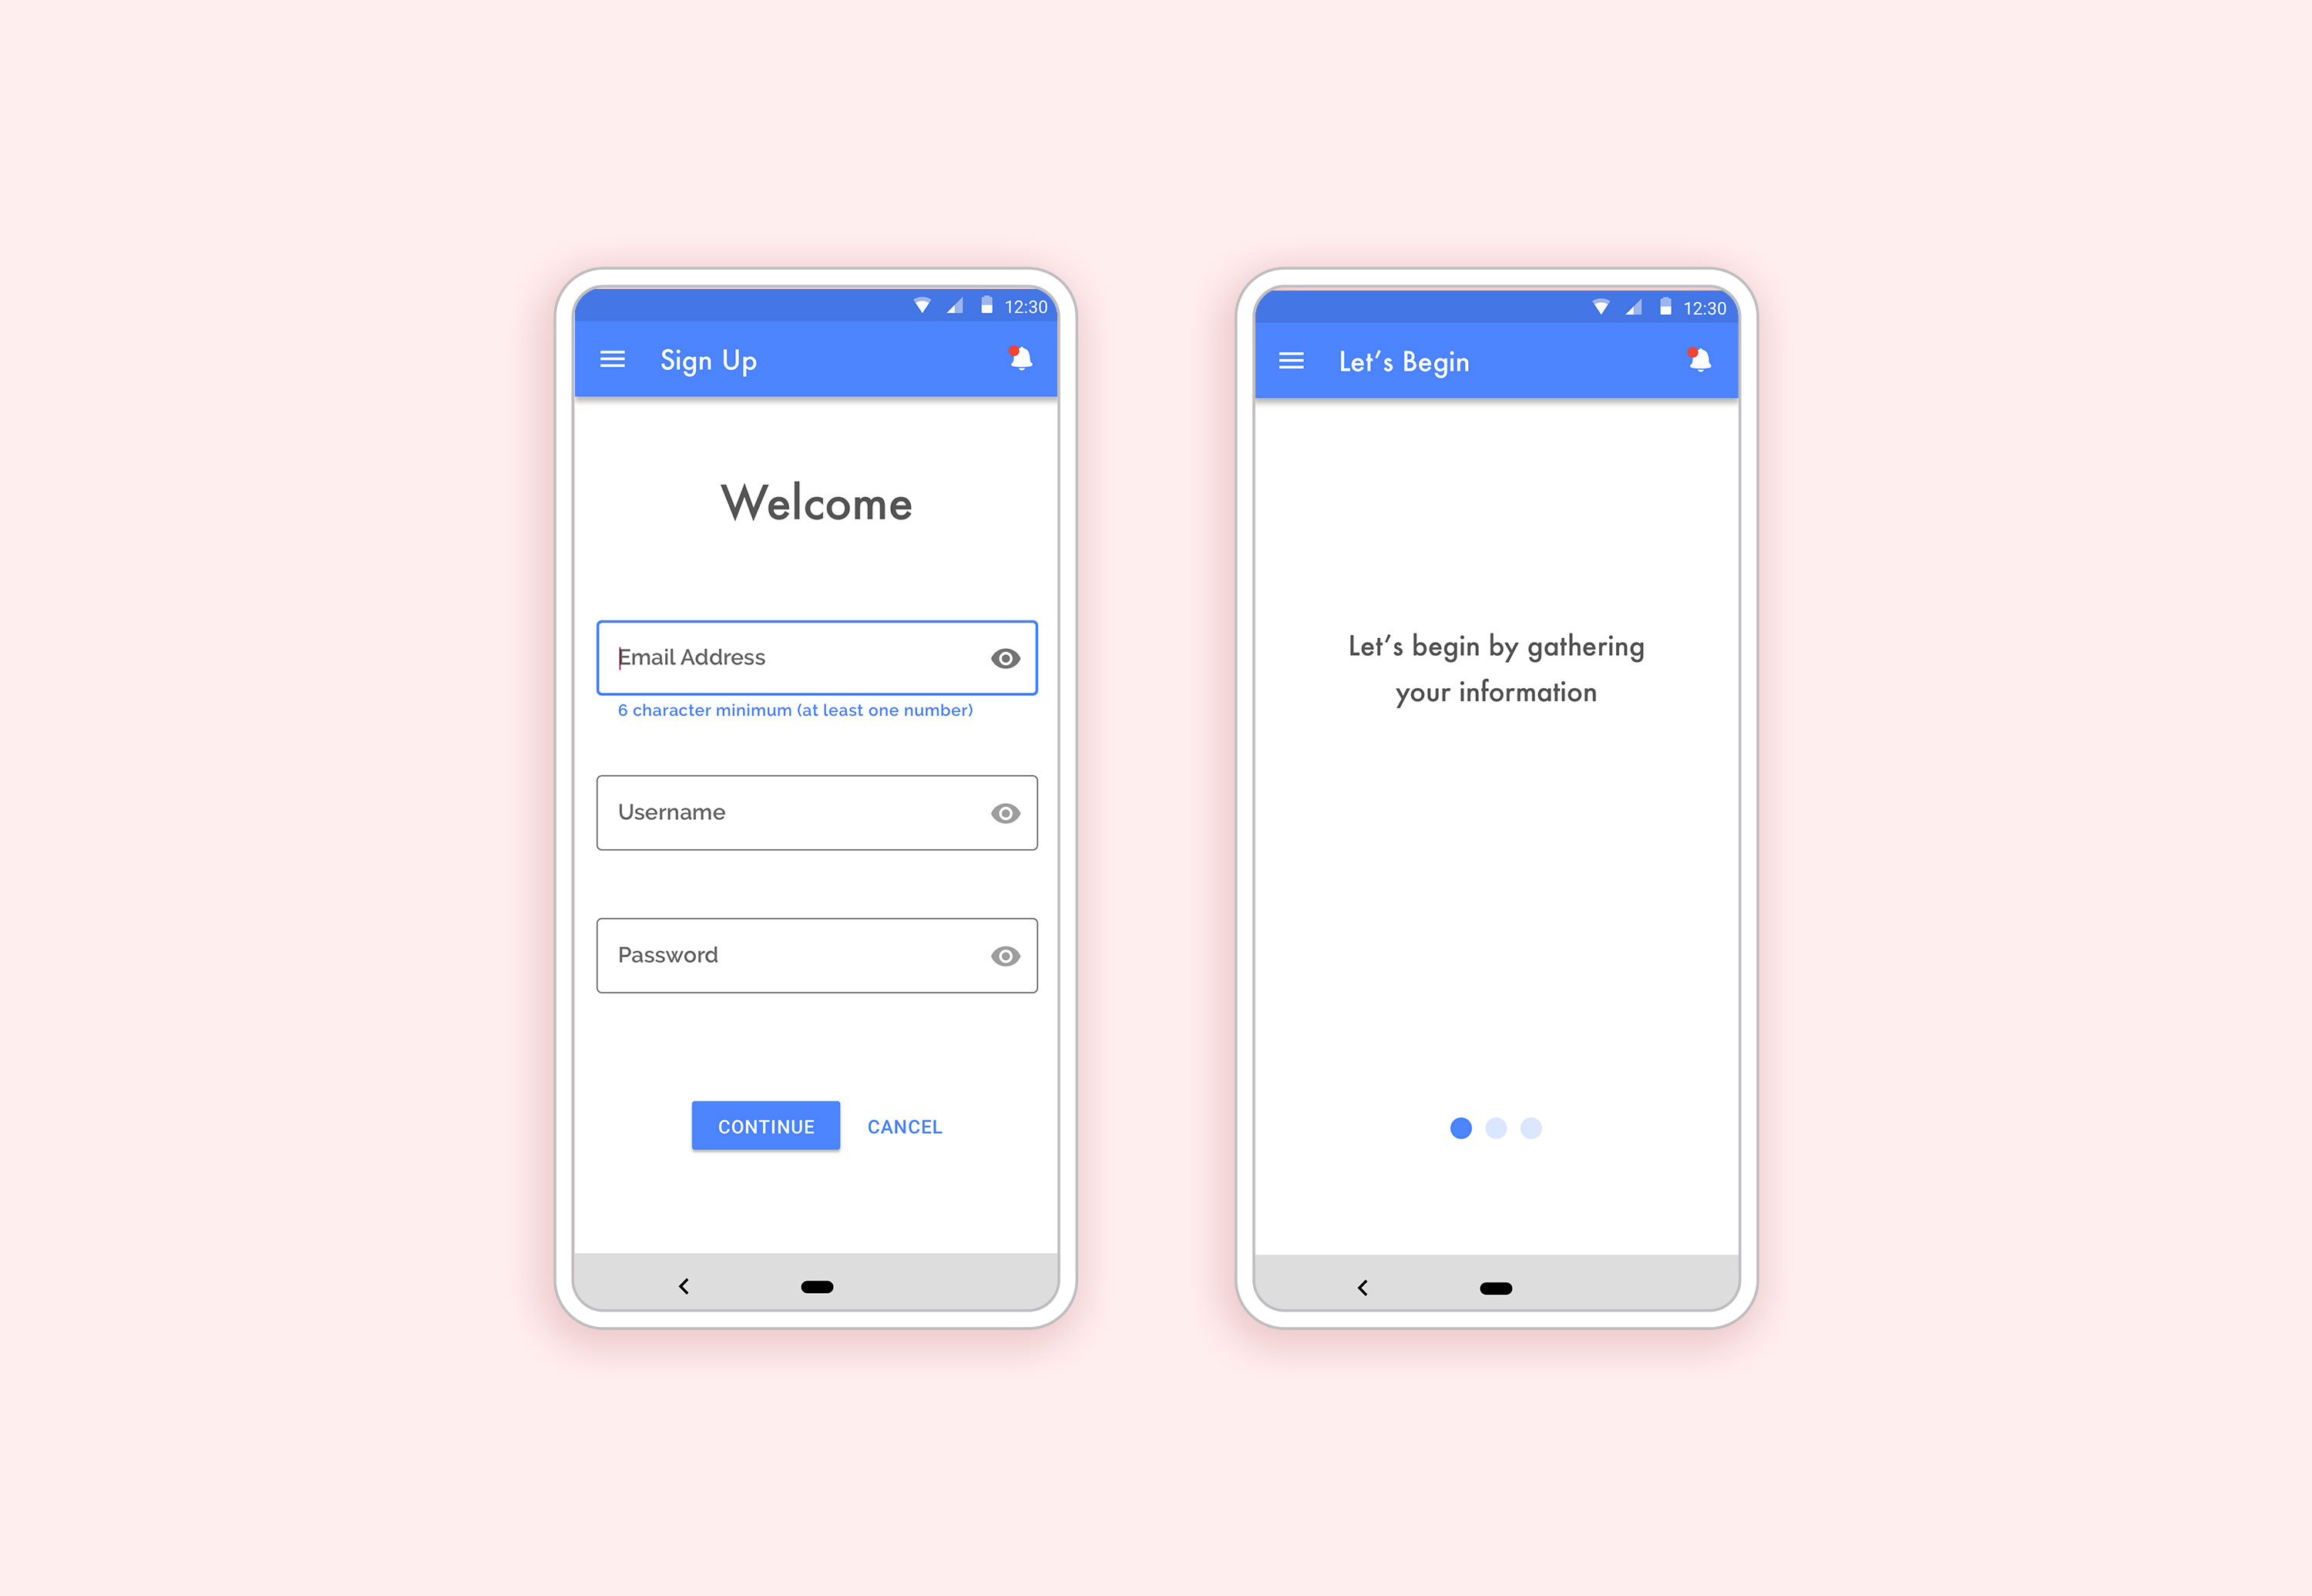 12:30
Sign Up
Welcome
Email Address
6 character minimum (at least one number)
Username
Password
CONTINUE CANCEL
12:30
Let’s Begin
Let’s begin by gathering
your information